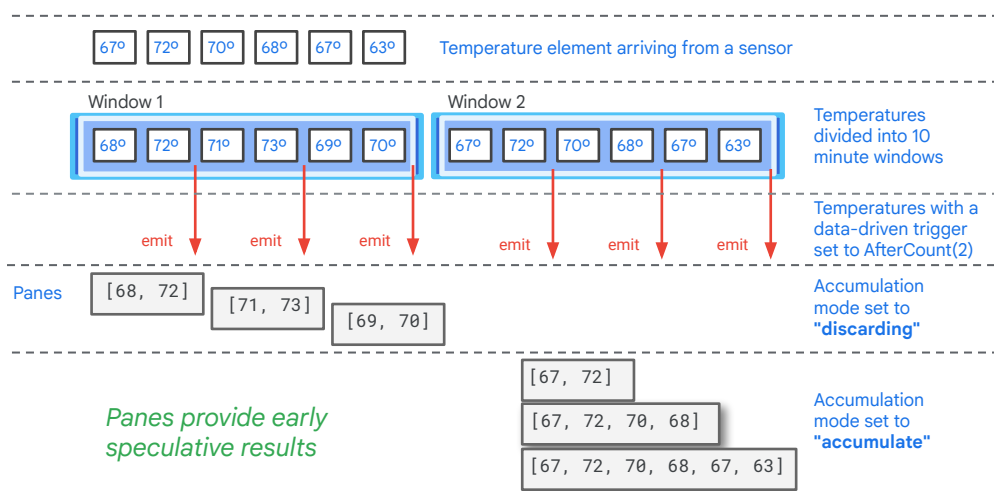 67º 72º 70º 68º 67º 63º Temperature element arriving from a sensor
Window 1 Window 2
68º 72º 71º 73º 69º 70º 67º 72º 70º 68º 67º 63º
Temperatures
divided into 10
minute windows
emit emit emit emit emit emit
Temperatures with a
data-driven trigger
set to AfterCount(2)
Panes
[68, 72]
[71, 73]
[69, 70]
Accumulation
mode set to
"discarding"
[67, 72]
[67, 72, 70, 68]
[67, 72, 70, 68, 67, 63]
Panes provide early
speculative results
Accumulation
mode set to
"accumulate"